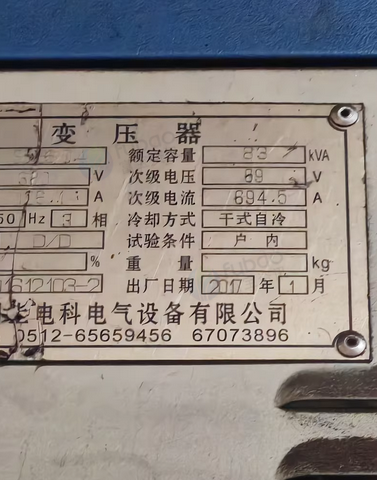 变压器
额定容量 83 kVA
V 次级电压 69 V
A 次级电流 694.5 A
50 Hz 3 相 冷却方式 干式自冷
D/D 试验条件 户内
% 重量 kg
1612103-2 出厂日期 2017 年 1 月
华电科电气设备有限公司
0512-65659456 67073896